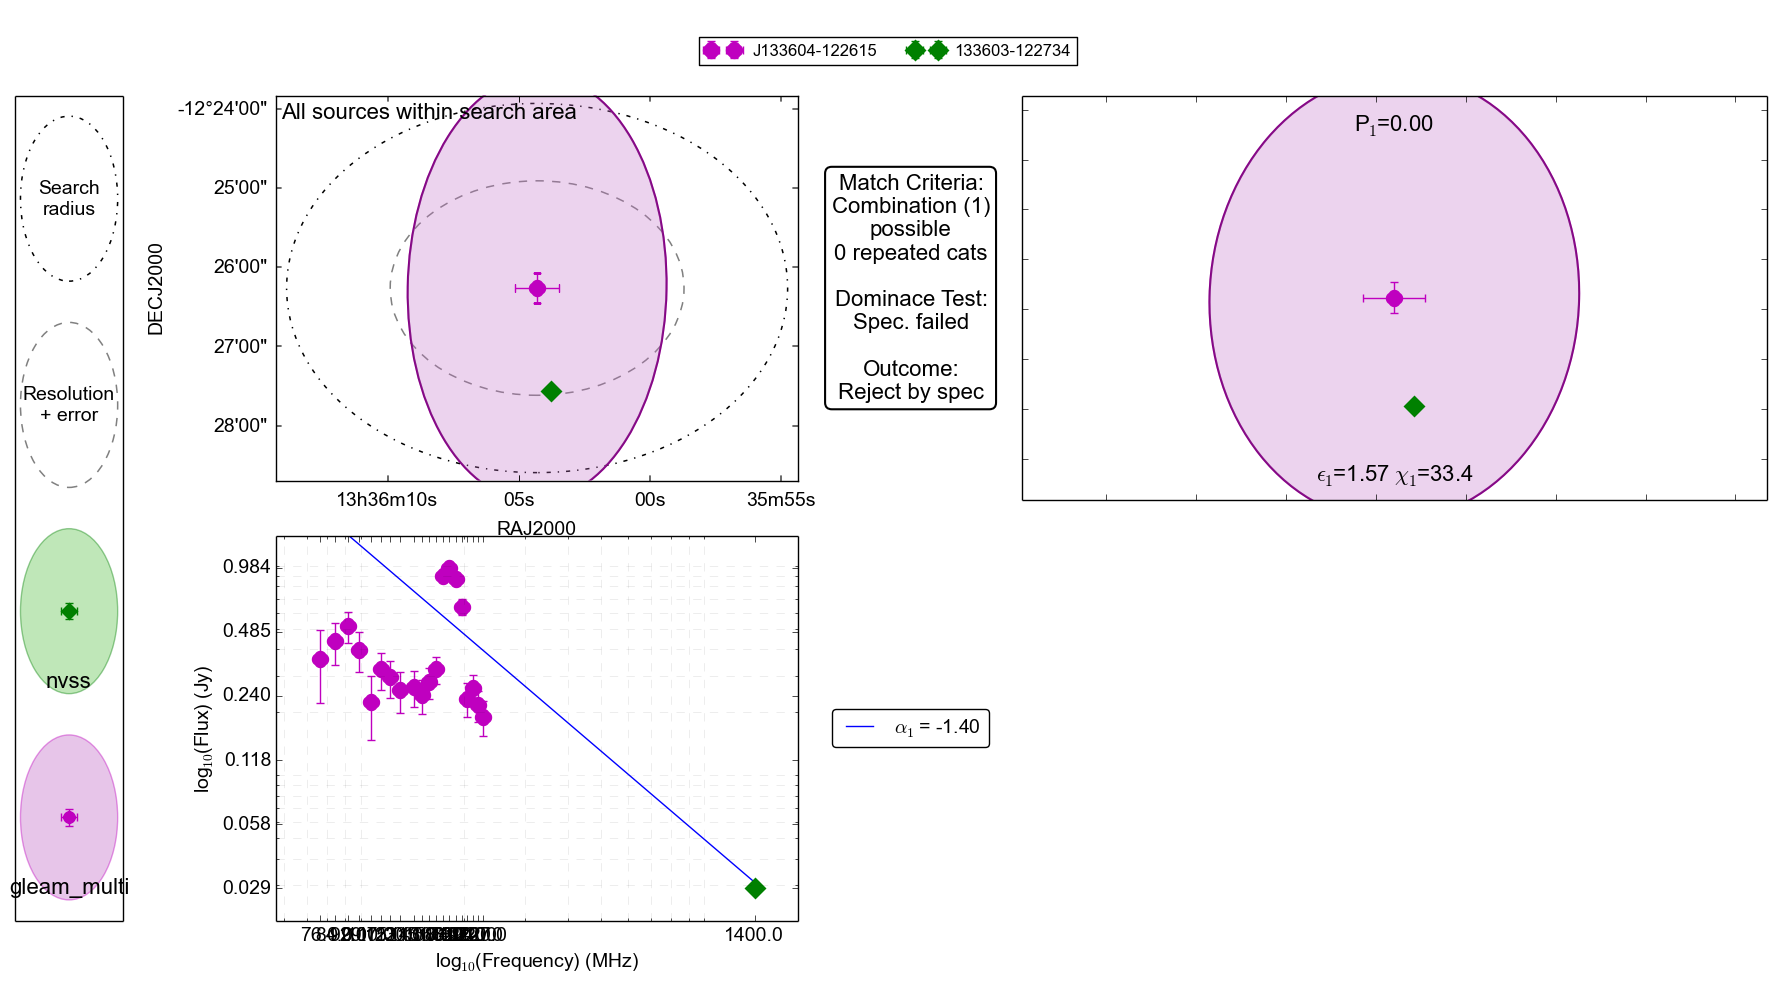 J133604-122615
133603-122734
Search
radius
Resolution
+ error
nvss
gleam_multi
All sources within search area
-12°24'00"
25'00"
26'00"
27'00"
28'00"
DECJ2000
13h36m10s
05s
00s
35m55s
RAJ2000
Match Criteria:
Combination (1)
possible
0 repeated cats
Dominace Test:
Spec. failed
Outcome:
Reject by spec
P₁=0.00
ϵ₁=1.57 χ₁=33.4
0.984
0.485
0.240
0.118
0.058
0.029
log₁₀(Flux) (Jy)
1400.0
log₁₀(Frequency) (MHz)
α₁ = -1.40